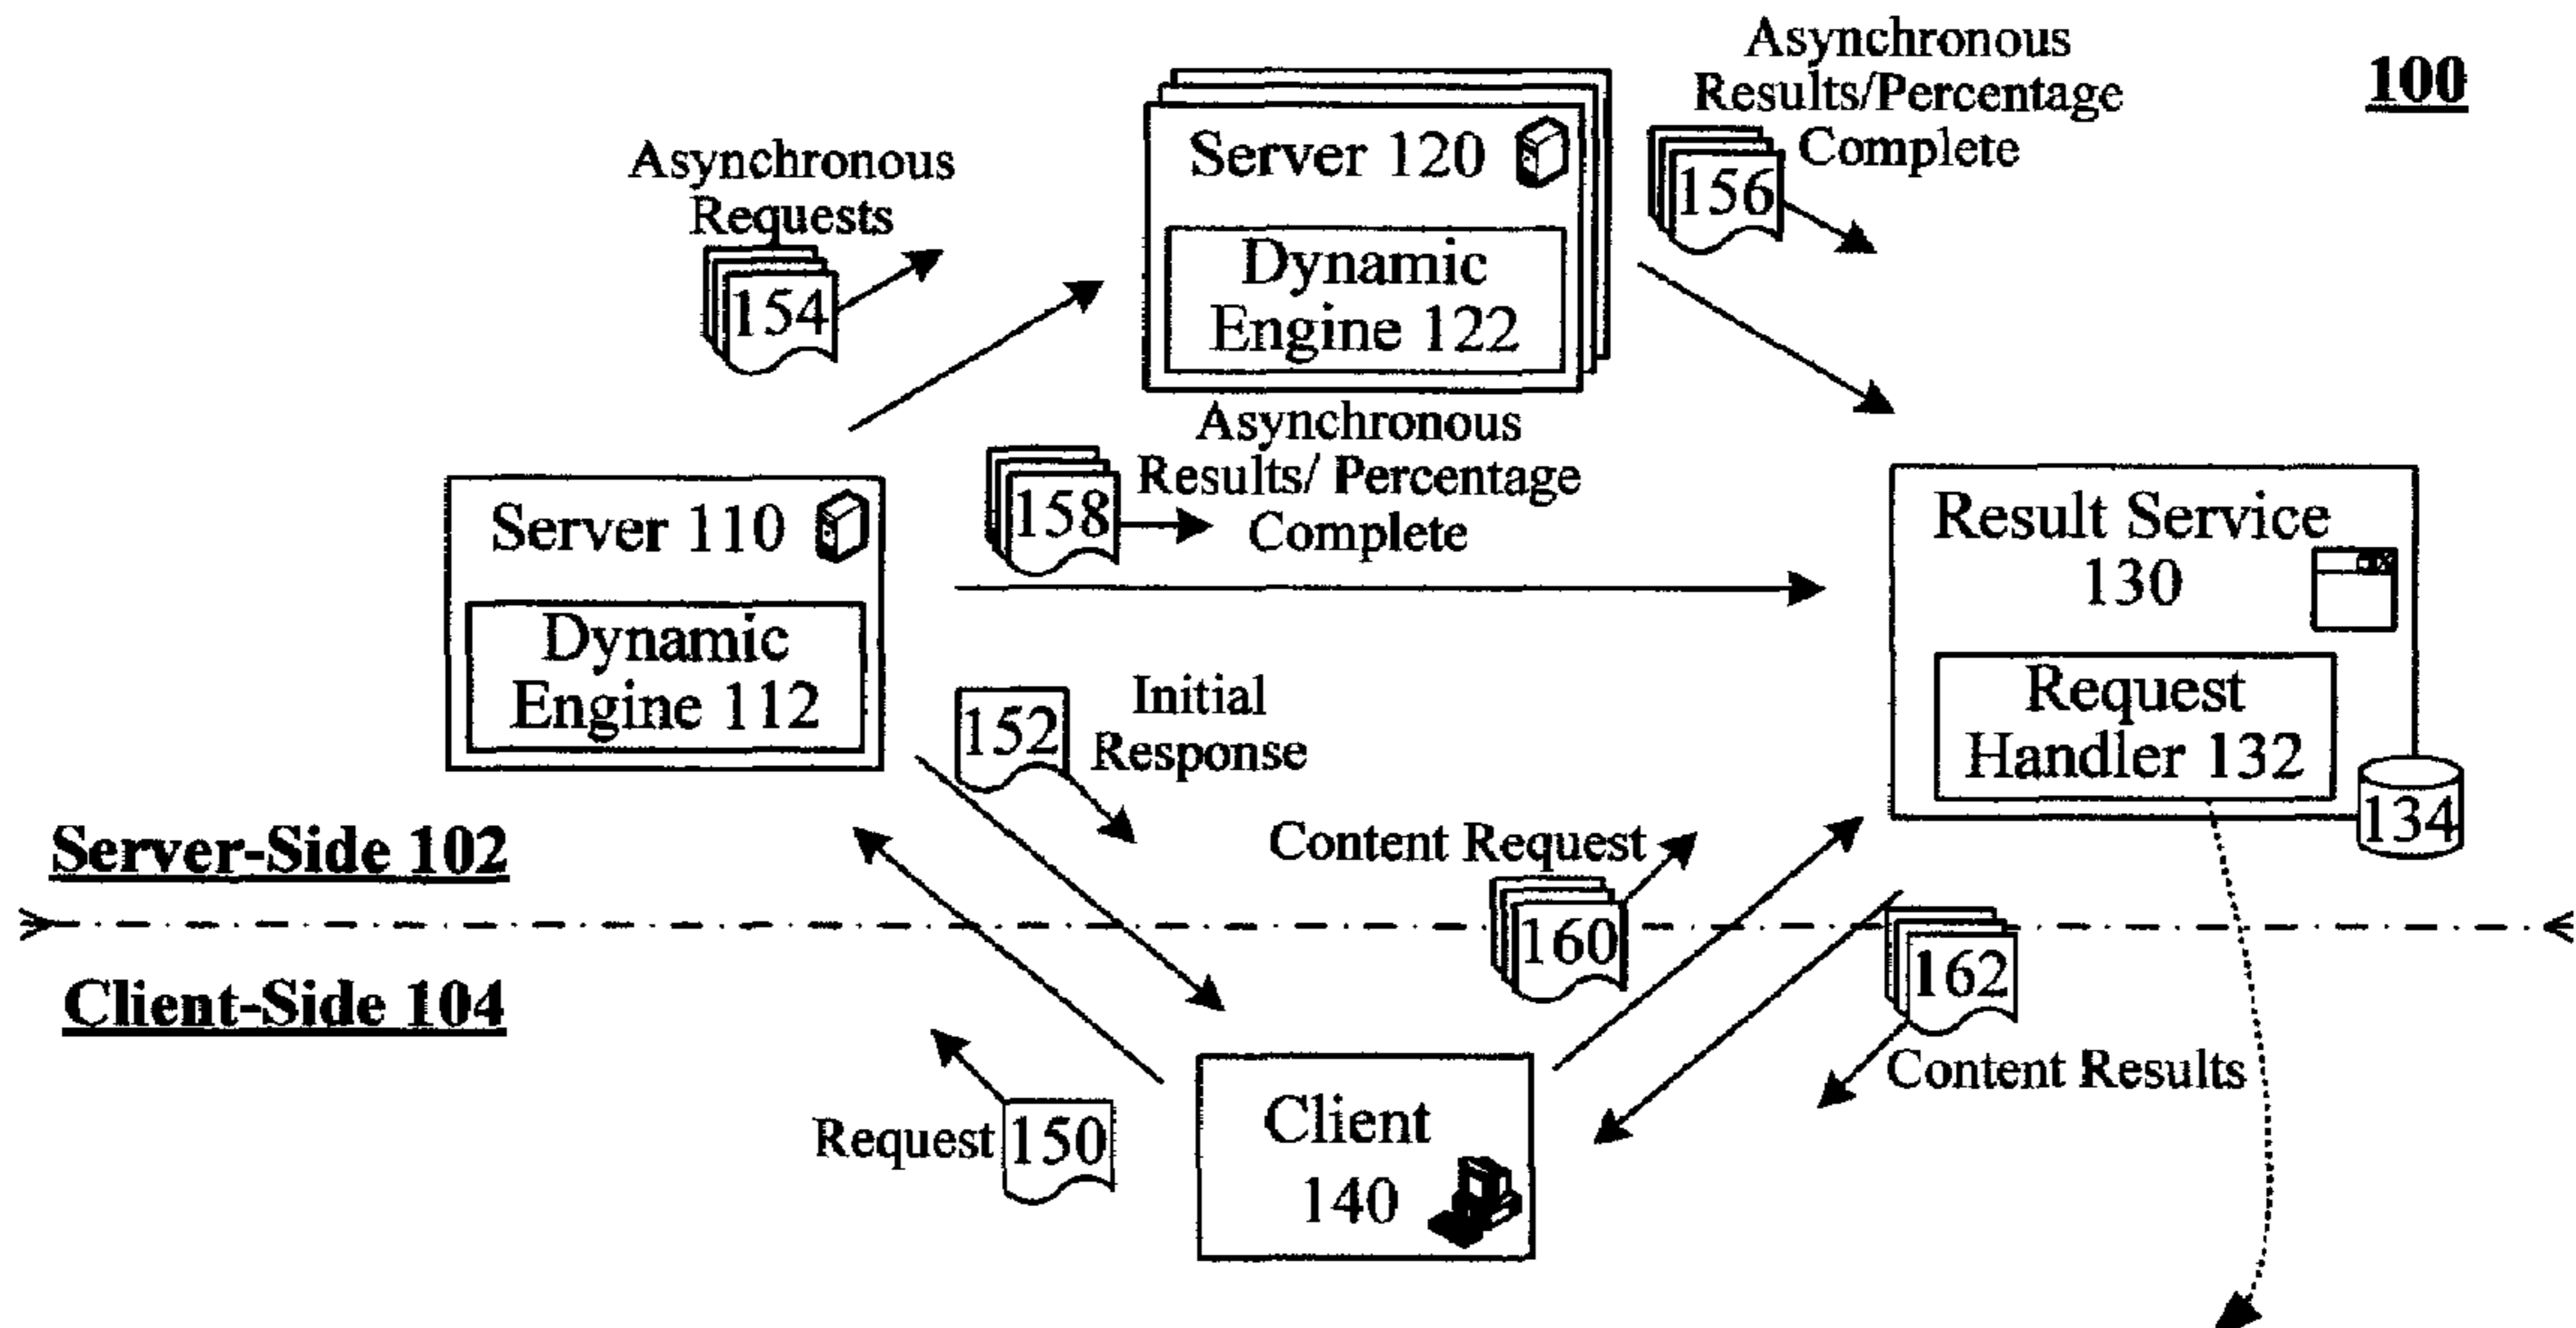 Asynchronous
Results/Percentage
Complete
156
100
Asynchronous
Requests
154
Server 120
Dynamic
Engine 122
Asynchronous
Results/ Percentage
Complete
158
Server 110
Dynamic
Engine 112
Result Service
130
Request
Handler 132
134
152
Initial
Response
Server-Side 102
Content Request
160
Client-Side 104
162
Content Results
Request 150
Client
140